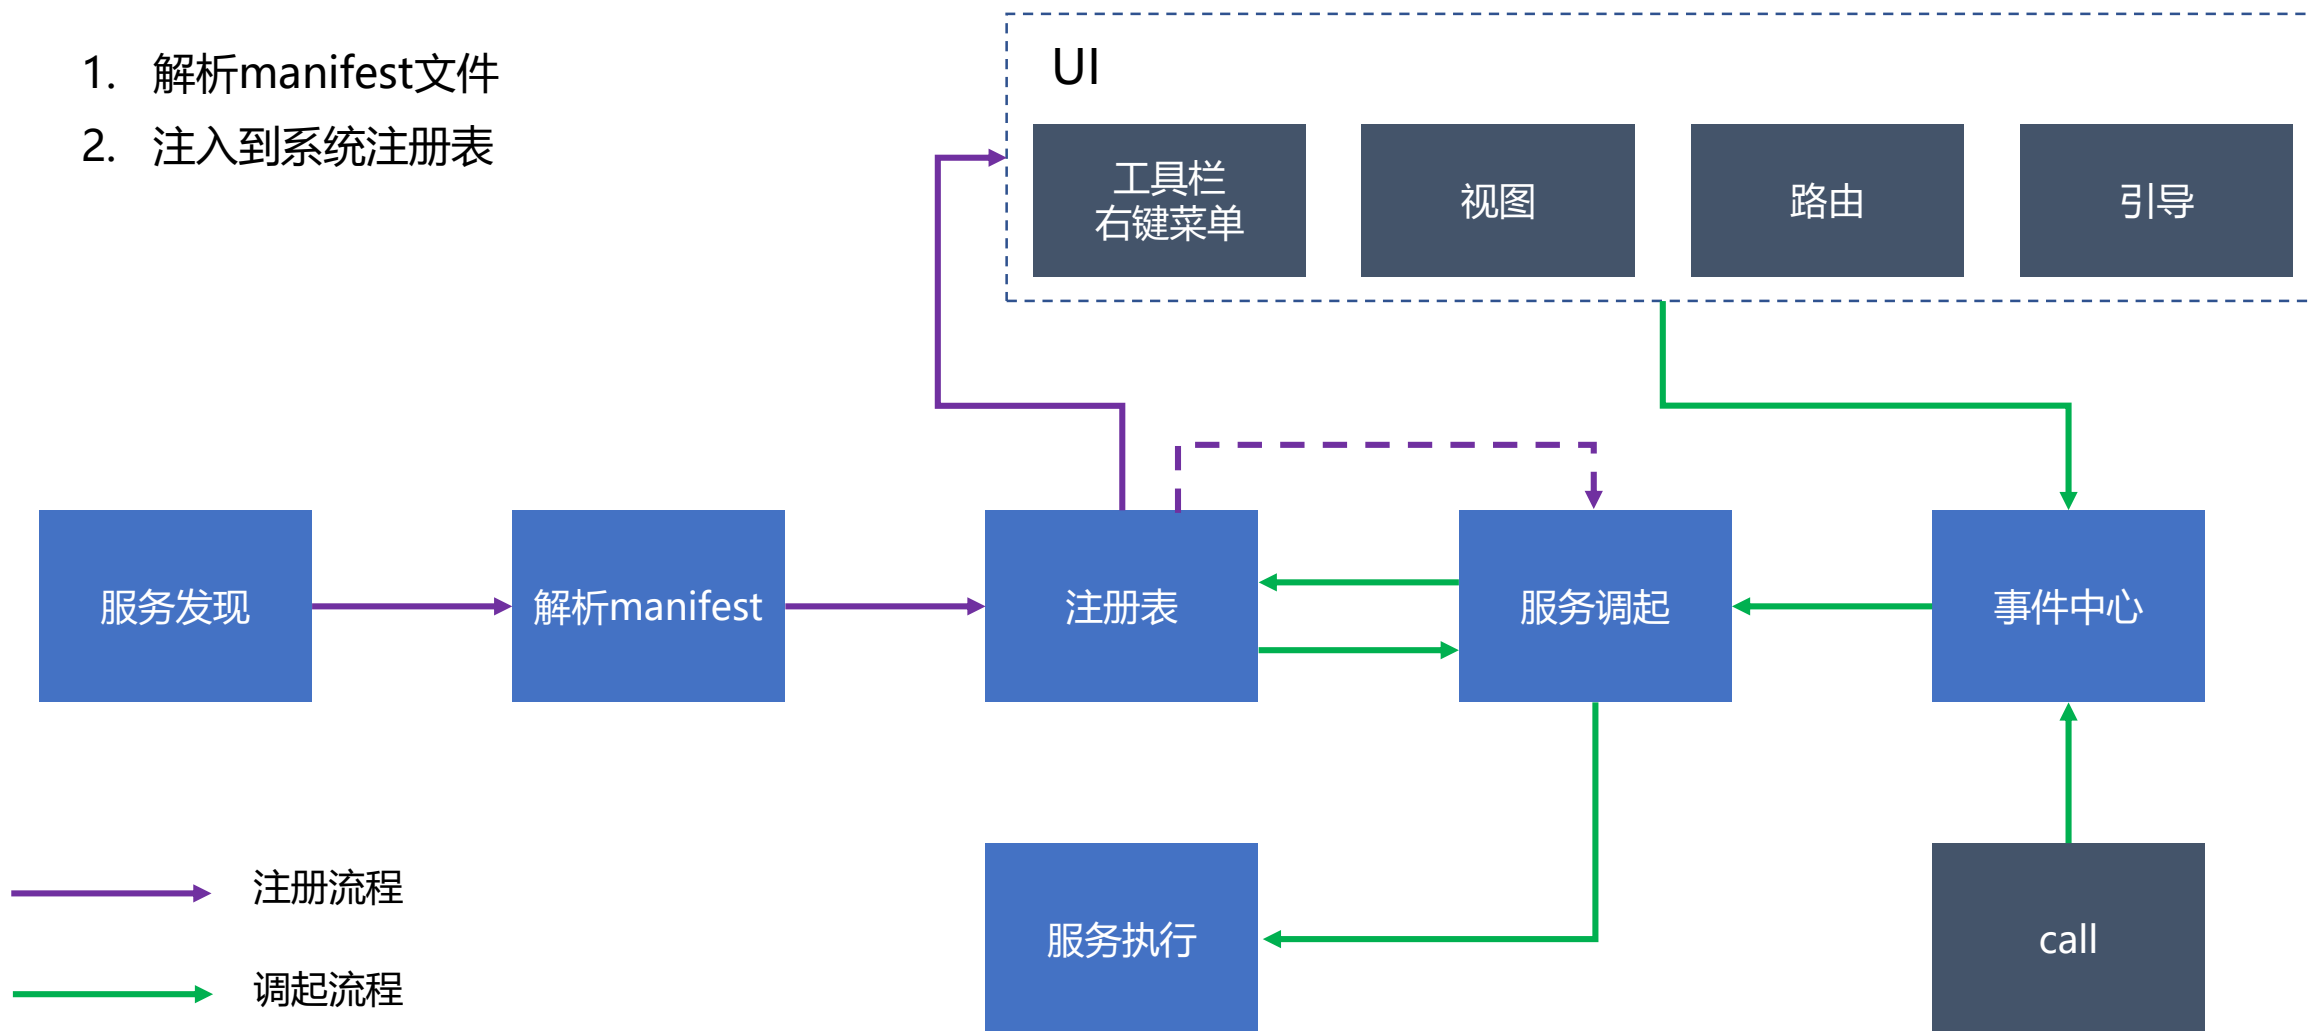 1. 解析manifest文件
2. 注入到系统注册表
UI
工具栏
右键菜单
视图
路由
引导
服务发现
解析manifest
注册表
服务调起
事件中心
注册流程
调起流程
服务执行
call